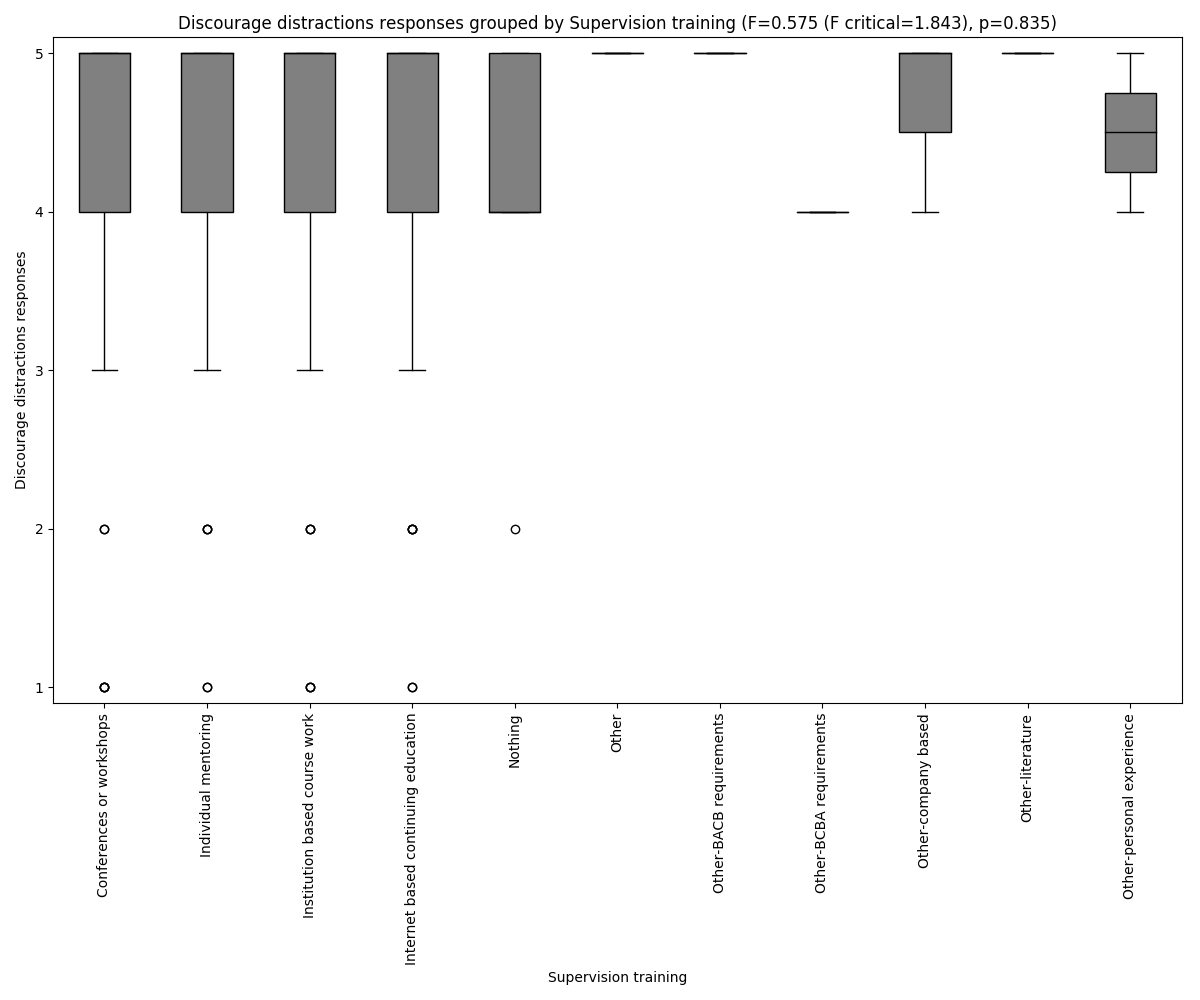 Discourage distractions responses grouped by Supervision training (F=0.575 (F critical=1.843), p=0.835)
Discourage distractions responses
5
4
3
2
1
Conferences or workshops
Individual mentoring
Institution based course work
Internet based continuing education
Nothing
Other
Other-BACB requirements
Other-BCBA requirements
Other-company based
Other-literature
Other-personal experience
Supervision training